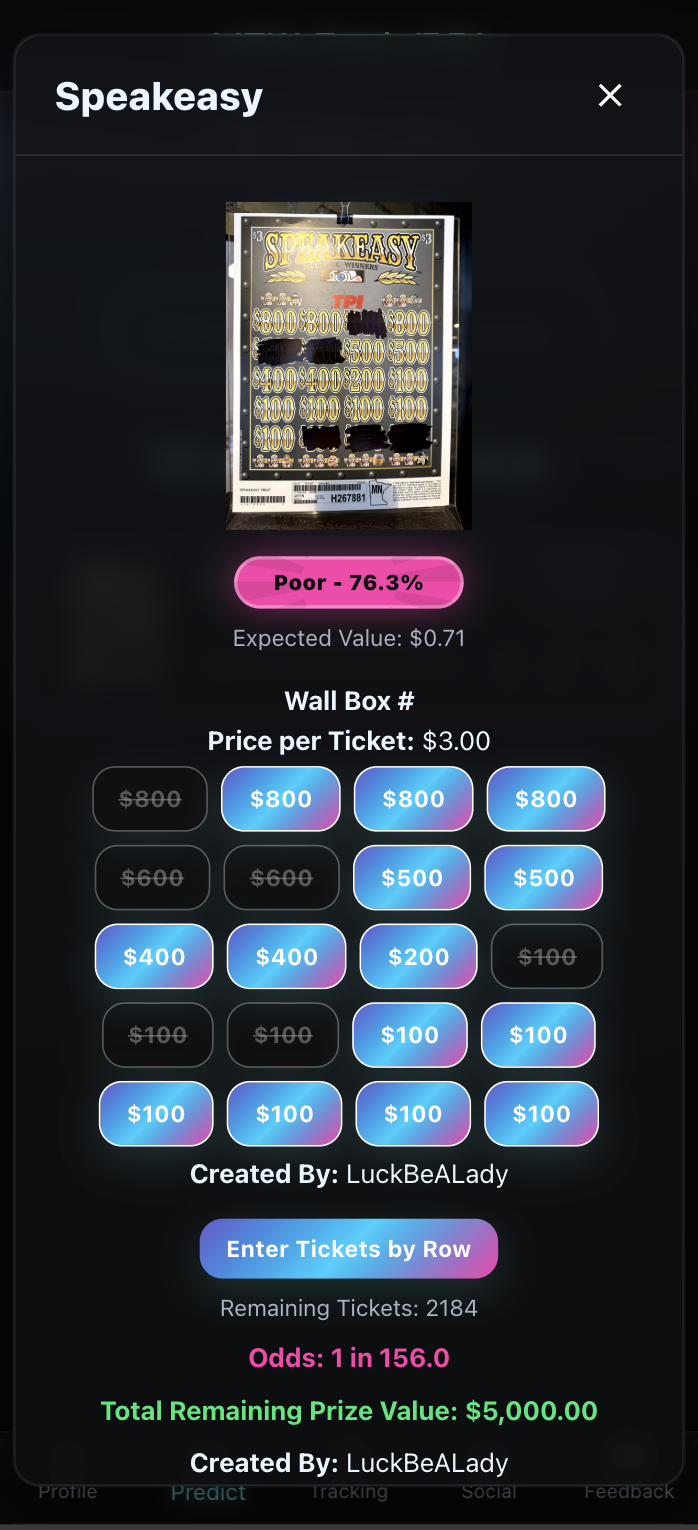 Speakeasy
$3 SPEAKEASY $3
WINNERS
TPI
$800 $800 $800
$500 $500
$400 $400 $200 $100
$100 $100 $100 $100
$100
H267881 MN
Poor - 76.3%
Expected Value: $0.71
Wall Box #
Price per Ticket: $3.00
$800 $800 $800 $800
$600 $600 $500 $500
$400 $400 $200 $100
$100 $100 $100 $100
$100 $100 $100 $100
Created By: LuckBeALady
Enter Tickets by Row
Remaining Tickets: 2184
Odds: 1 in 156.0
Total Remaining Prize Value: $5,000.00
Created By: LuckBeALady
Profile Predict Tracking Social Feedback